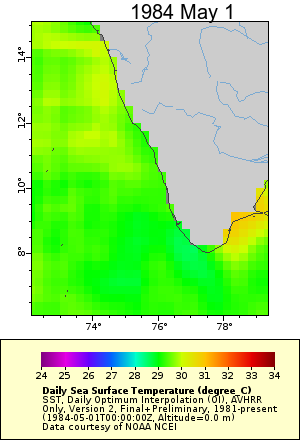 1984 May 1
14°
12°
10°
8°
74° 76° 78°
24 25 26 27 28 29 30 31 32 33 34
Daily Sea Surface Temperature (degree_C)
SST, Daily Optimum Interpolation (OI), AVHRR
Only, Version 2, Final+Preliminary, 1981-present
(1984-05-01T00:00:00Z, Altitude=0.0 m)
Data courtesy of NOAA NCEI